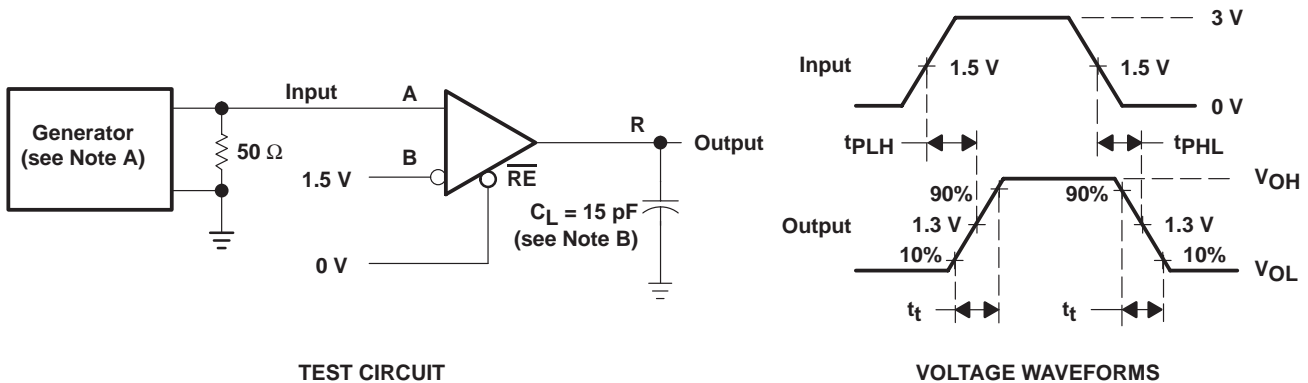 Generator
(see Note A)
50 Ω
Input
A
B
1.5 V
RE
0 V
R
Output
CL = 15 pF
(see Note B)
TEST CIRCUIT
Input
1.5 V
1.5 V
3 V
0 V
tPLH
tPHL
Output
90%
90%
VOH
1.3 V
1.3 V
10%
10%
VOL
tt
tt
VOLTAGE WAVEFORMS